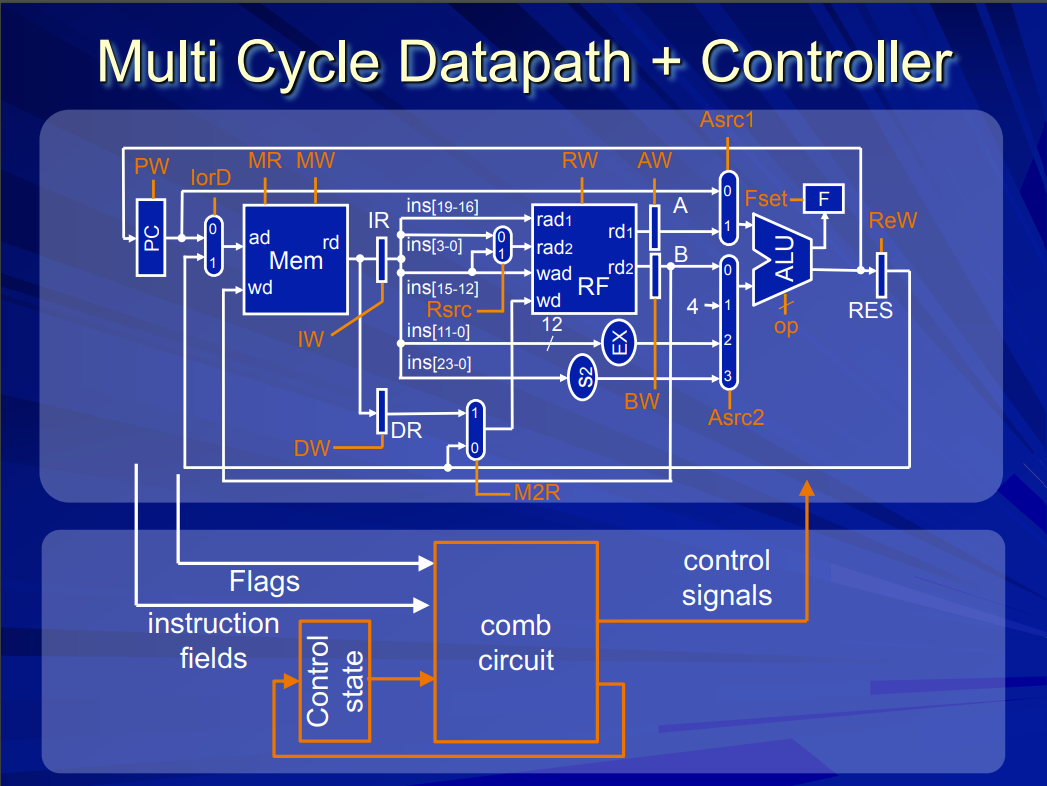 Multi Cycle Datapath + Controller
Asrc1
PW
IorD
MR
MW
RW
AW
PC
0
1
ad
rd
Mem
wd
IR
IW
ins[19-16]
ins[3-0]
ins[15-12]
Rsrc
ins[11-0]
ins[23-0]
12
0
1
rad1
rad2
wad
wd
rd1
rd2
RF
A
B
0
1
Fset
F
ReW
ALU
0
4
1
2
3
op
RES
EX
S2
BW
Asrc2
DR
DW
1
0
M2R
Flags
instruction
fields
Control
state
comb
circuit
control
signals